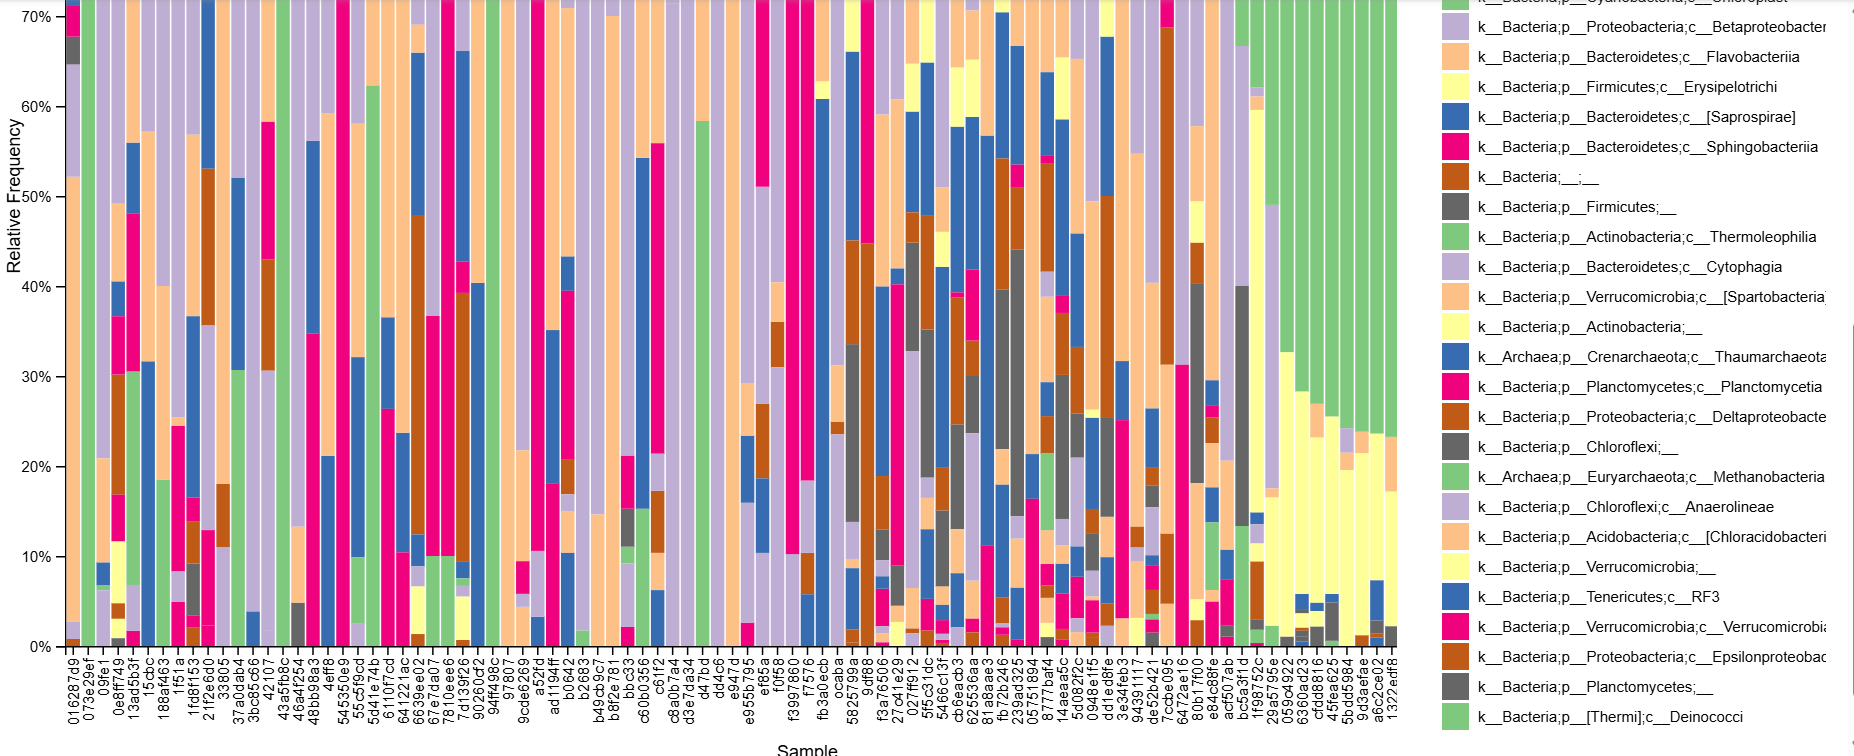 k__Bacteria;p__Cyanobacteria;c__Chloroplast
70%
k__Bacteria;p__Proteobacteria;c__Betaproteobacter
k__Bacteria;p__Bacteroidetes;c__Flavobacteriia
k__Bacteria;p__Firmicutes;c__Erysipelotrichi
60%
k__Bacteria;p__Bacteroidetes;c__[Saprospirae]
k__Bacteria;p__Bacteroidetes;c__Sphingobacteriia
k__Bacteria;__;__
50%
k__Bacteria;p__Firmicutes;__
Relative Frequency
k__Bacteria;p__Actinobacteria;c__Thermoleophilia
k__Bacteria;p__Bacteroidetes;c__Cytophagia
40%
k__Bacteria;p__Verrucomicrobia;c__[Spartobacteria]
k__Bacteria;p__Actinobacteria;__
k__Archaea;p__Crenarchaeota;c__Thaumarchaeota
30%
k__Bacteria;p__Planctomycetes;c__Planctomycetia
k__Bacteria;p__Proteobacteria;c__Deltaproteobacte
k__Bacteria;p__Chloroflexi;__
20%
k__Archaea;p__Euryarchaeota;c__Methanobacteria
k__Bacteria;p__Chloroflexi;c__Anaerolineae
k__Bacteria;p__Acidobacteria;c__[Chloracidobacteri
10%
k__Bacteria;p__Verrucomicrobia;__
k__Bacteria;p__Tenericutes;c__RF3
k__Bacteria;p__Verrucomicrobia;c__Verrucomicrobia
0%
k__Bacteria;p__Proteobacteria;c__Epsilonproteobac
k__Bacteria;p__Planctomycetes;__
k__Bacteria;p__[Thermi];c__Deinococci
016287d9
073e29ef
09fe1
0eff749
13ad5b3f
15cbc
188af463
1f51a
1fd8f153
21f2e6d0
33805
37a0dab4
3bc85c66
42107
43a5fb8c
46a4f254
48bb98a3
4eff8
545350e9
55c5f9cd
5d41e74b
6110f7cd
641221ac
6639ee02
67e7da07
7810eee6
7d139f26
90260cf2
94ff498c
97807
9cde6269
a52fd
ad1194ff
b0642
b2683
b49cb9c7
b8f2e781
bbc33
c60b0356
c61f2
c8a0b7a4
d3e7da34
d47bd
dd4c6
e947d
e955b795
ef85a
f0f58
f3997860
f7576
fb3a0ecb
ocaba
5825799a
9df88
f3a76506
27c41e29
027ff912
5ff5c31dc
5466c13f
cb6eacb3
622536aa
81a8aae3
fb72b246
239ad325
05751894
8777baf4
14aeaa5c
5d082f2c
0948e1f5
dd1led8fe
3e34feb3
94391117
de52b421
7ccbe095
6472ae16
80b17f00
e84c88fe
acf507ab
bc5a3f1d
1f98752c
29a5795e
059c4922
6360ad23
cfdd8816
45fea625
5bdd5984
9d3aefae
a6c2ce02
1322edf8
Sample